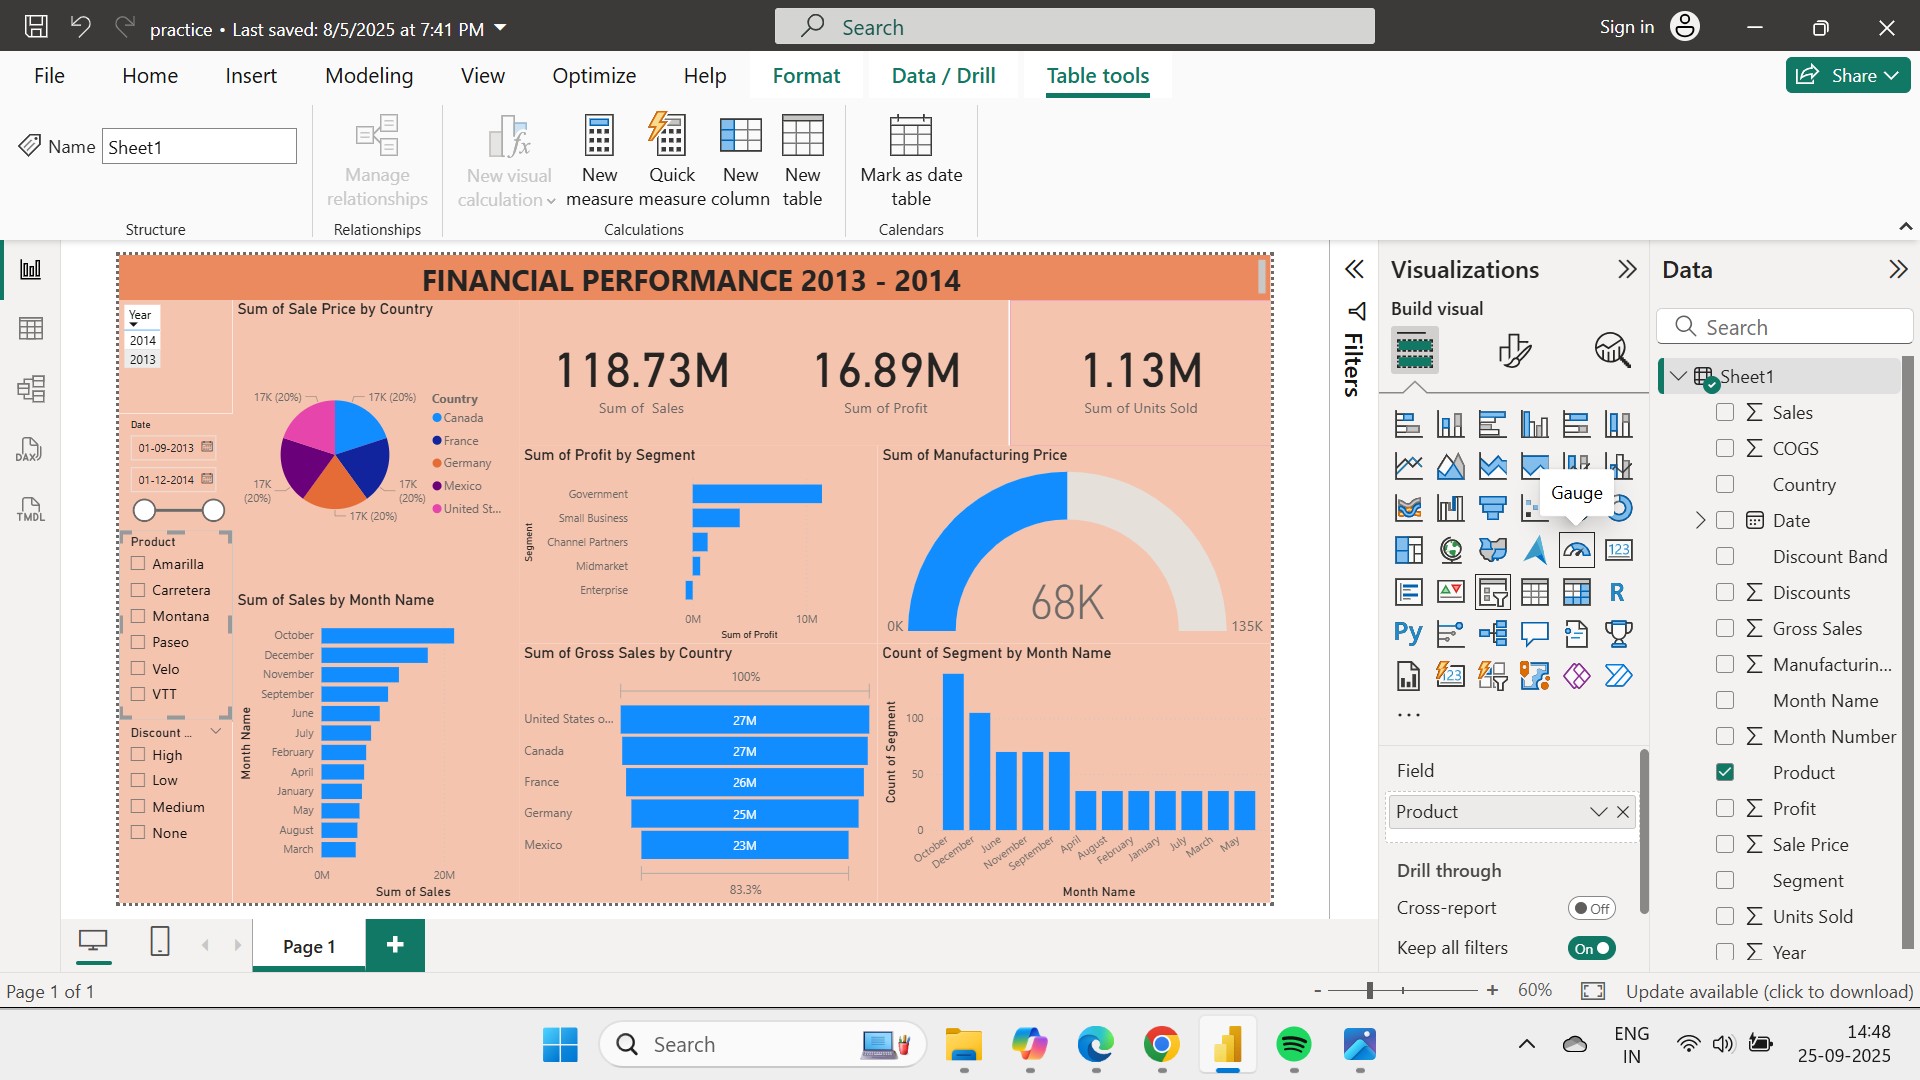 practice • Last saved: 8/5/2025 at 7:41 PM
Search
Sign in
File Home Insert Modeling View Optimize Help Format Data / Drill Table tools
Share
Name Sheet1
Manage relationships
New visual calculation
New measure
Quick measure
New column
New table
Mark as date table
Structure
Relationships
Calculations
Calendars
FINANCIAL PERFORMANCE 2013 - 2014
Year
2014
2013
Date
01-09-2013
01-12-2014
Product
Amarilla
Carretera
Montana
Paseo
Velo
VTT
Discount ...
High
Low
Medium
None
Sum of Sale Price by Country
17K (20%)
17K (20%)
17K (20%)
17K (20%)
17K (20%)
Country
Canada
France
Germany
Mexico
United St...
Sum of Sales by Month Name
Month Name
October
December
November
September
June
July
February
April
January
May
August
March
0M 20M
Sum of Sales
118.73M
Sum of Sales
16.89M
Sum of Profit
1.13M
Sum of Units Sold
Sum of Profit by Segment
Segment
Government
Small Business
Channel Partners
Midmarket
Enterprise
0M 10M
Sum of Profit
Sum of Manufacturing Price
68K
0K
135K
Sum of Gross Sales by Country
100%
United States o... 27M
Canada 27M
France 26M
Germany 25M
Mexico 23M
83.3%
Count of Segment by Month Name
Count of Segment
100
50
0
October
December
June
November
September
April
August
February
January
July
March
May
Month Name
Filters
Visualizations
Build visual
Gauge
123
R
Py
123
...
Field
Product
Drill through
Cross-report Off
Keep all filters On
Data
Search
Sheet1
Sales
COGS
Country
Date
Discount Band
Discounts
Gross Sales
Manufacturin...
Month Name
Month Number
Product
Profit
Sale Price
Segment
Units Sold
Year
DAX
TMDL
Page 1
Page 1 of 1
- + 60%
Update available (click to download)
Search
ENG
IN
14:48
25-09-2025